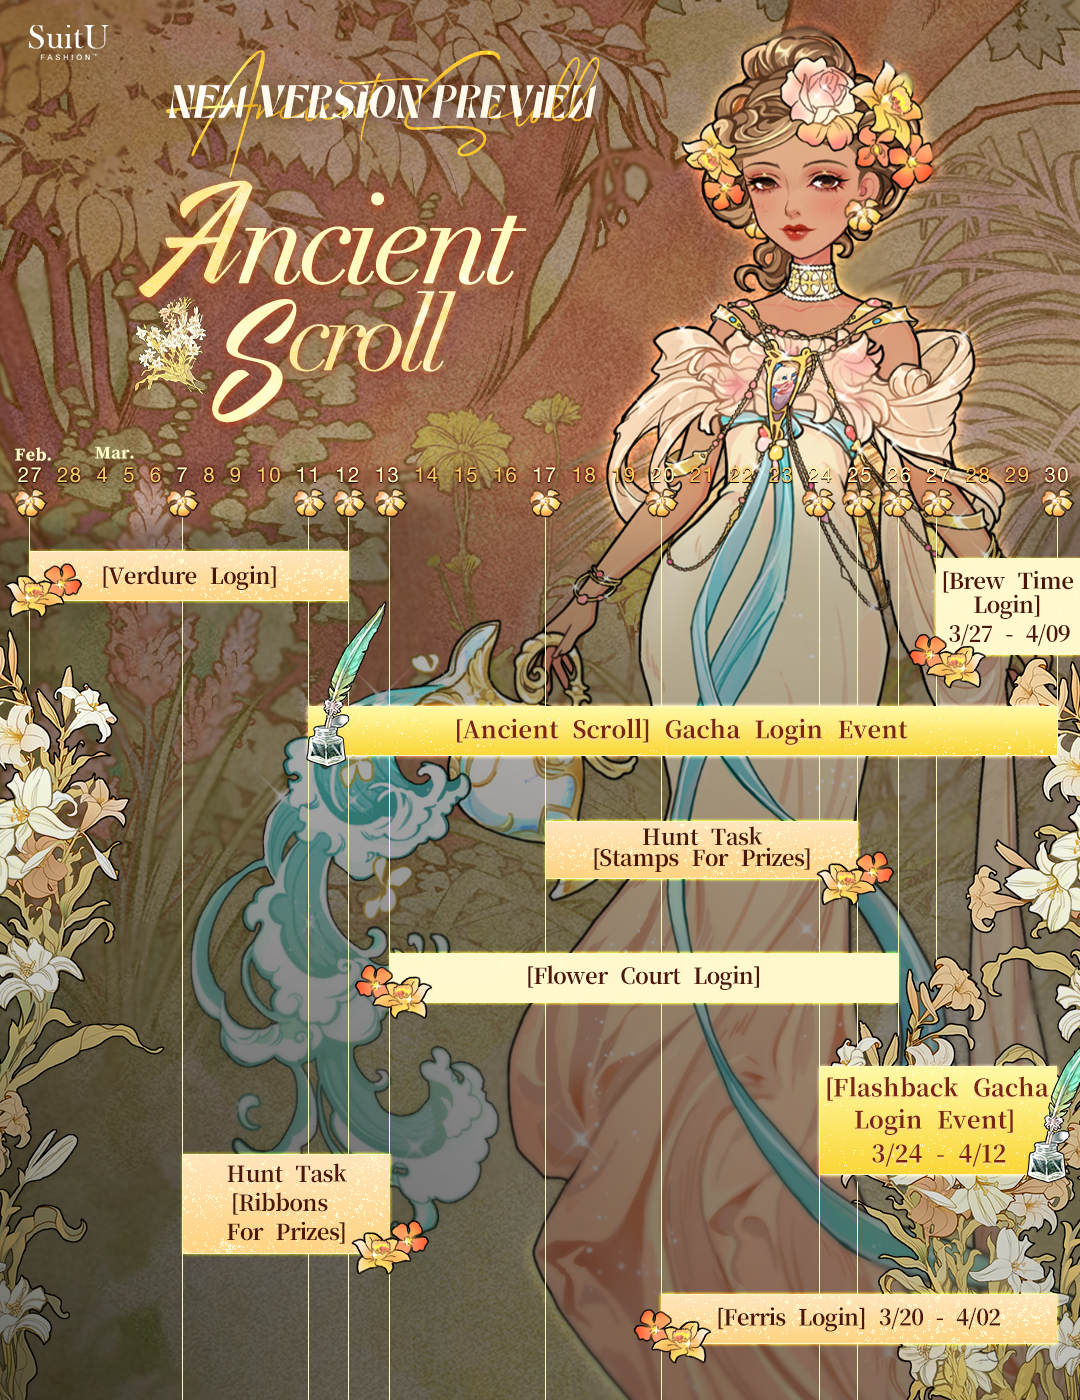 SuitU
FASHION™
NEW VERSION PREVIEW
Ancient Scroll
Ancient
Scroll
Feb. Mar.
27 28 4 5 6 7 8 9 10 11 12 13 14 15 16 17 18 19 20 21 22 23 24 25 26 27 28 29 30
[Verdure Login]
[Brew Time
Login]
3/27 - 4/09
[Ancient Scroll] Gacha Login Event
Hunt Task
[Stamps For Prizes]
[Flower Court Login]
[Flashback Gacha
Login Event]
3/24 - 4/12
Hunt Task
[Ribbons
For Prizes]
[Ferris Login] 3/20 - 4/02